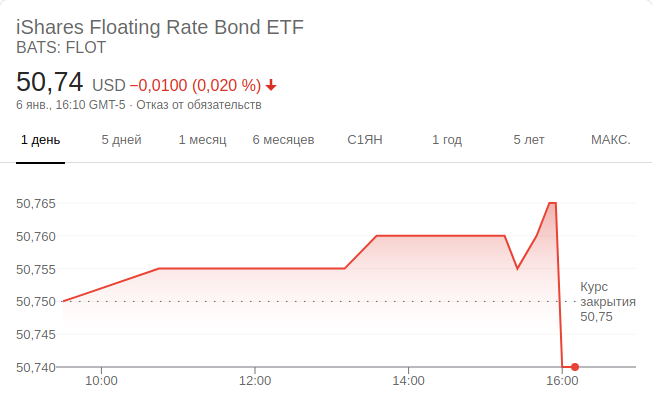 iShares Floating Rate Bond ETF
BATS: FLOT
50,74 USD −0,0100 (0,020 %)
6 янв., 16:10 GMT-5 · Отказ от обязательств
1 день 5 дней 1 месяц 6 месяцев С1ЯН 1 год 5 лет МАКС.
50,765
50,760
50,755
50,750
50,745
50,740
Курс
закрытия
50,75
10:00 12:00 14:00 16:00